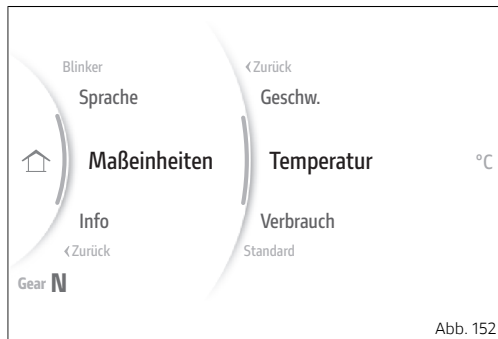 Blinker
Sprache
Maßeinheiten
Info
‹Zurück
‹Zurück
Geschw.
Temperatur °C
Verbrauch
Standard
Gear N
Abb. 152